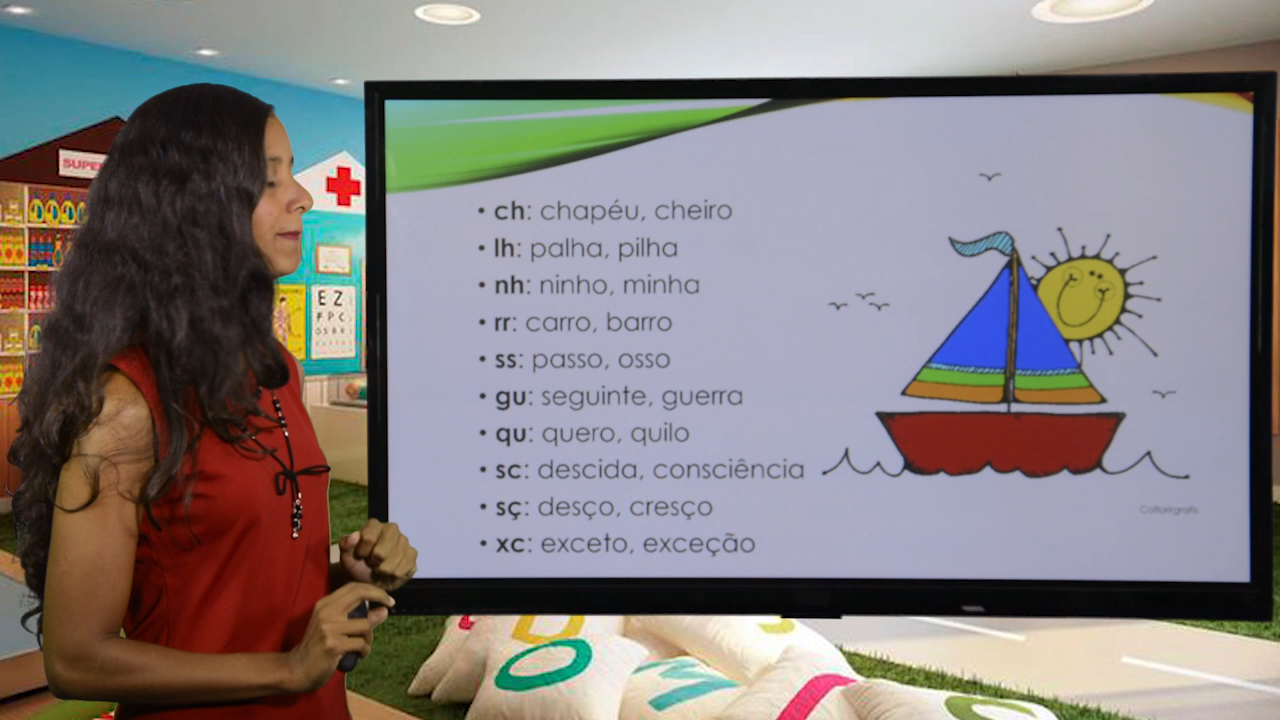 SUPER
• ch: chapéu, cheiro
• lh: palha, pilha
• nh: ninho, minha
• rr: carro, barro
• ss: passo, osso
• gu: seguinte, guerra
• qu: quero, quilo
• sc: descida, consciência
• sç: desço, cresço
• xc: exceto, exceção
E Z
F P C
O M